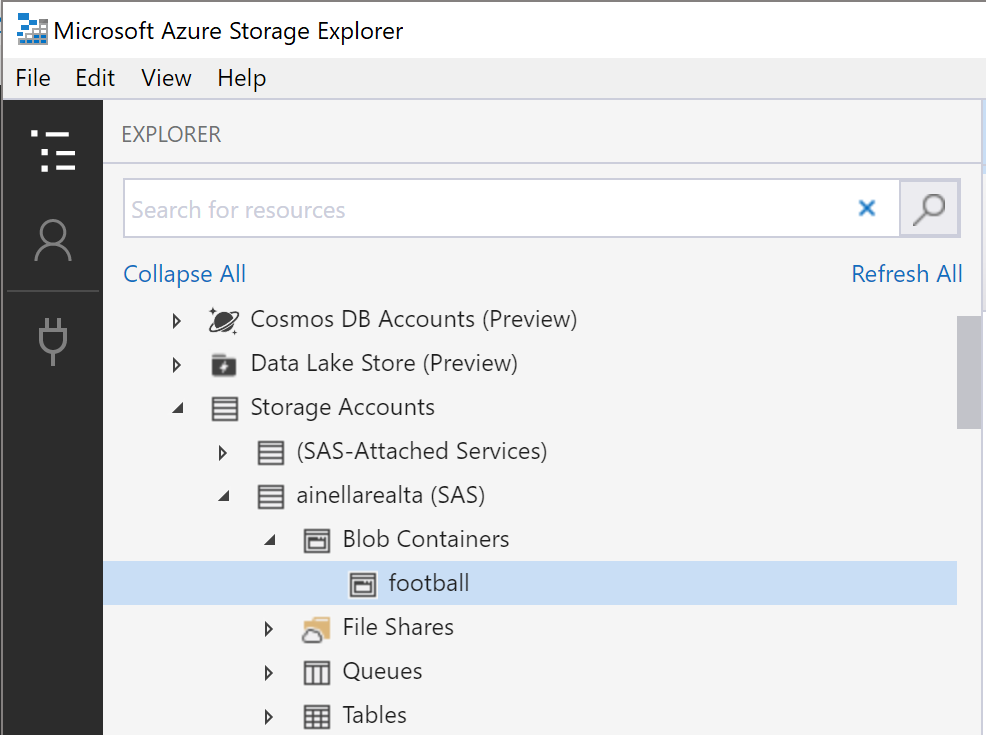 Microsoft Azure Storage Explorer
File Edit View Help
EXPLORER
Search for resources
Collapse All Refresh All
Cosmos DB Accounts (Preview)
Data Lake Store (Preview)
Storage Accounts
(SAS-Attached Services)
ainellarealta (SAS)
Blob Containers
football
File Shares
Queues
Tables